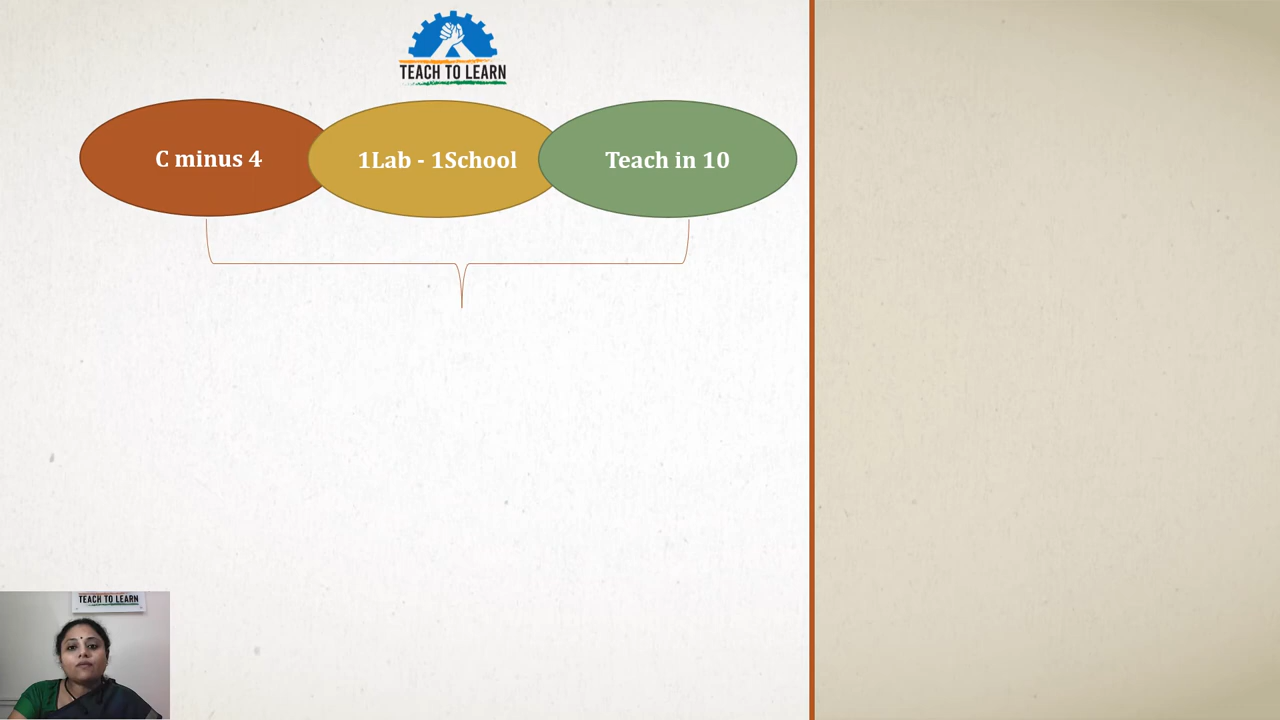 TEACH TO LEARN
C minus 4
1Lab - 1School
Teach in 10
TEACH TO LEARN